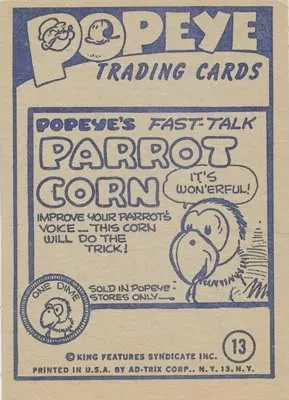 POPEYE
TRADING CARDS
POPEYE'S FAST-TALK
PARROT
CORN
IT'S
WON'ERFUL!
IMPROVE YOUR PARROT'S
VOICE — THIS CORN
WILL DO THE
TRICK!
ONE DIME
SOLD IN POPEYE
STORES ONLY
© KING FEATURES SYNDICATE INC.
PRINTED IN U.S.A. BY AD-TRIX CORP., N.Y. 13, N.Y.
13